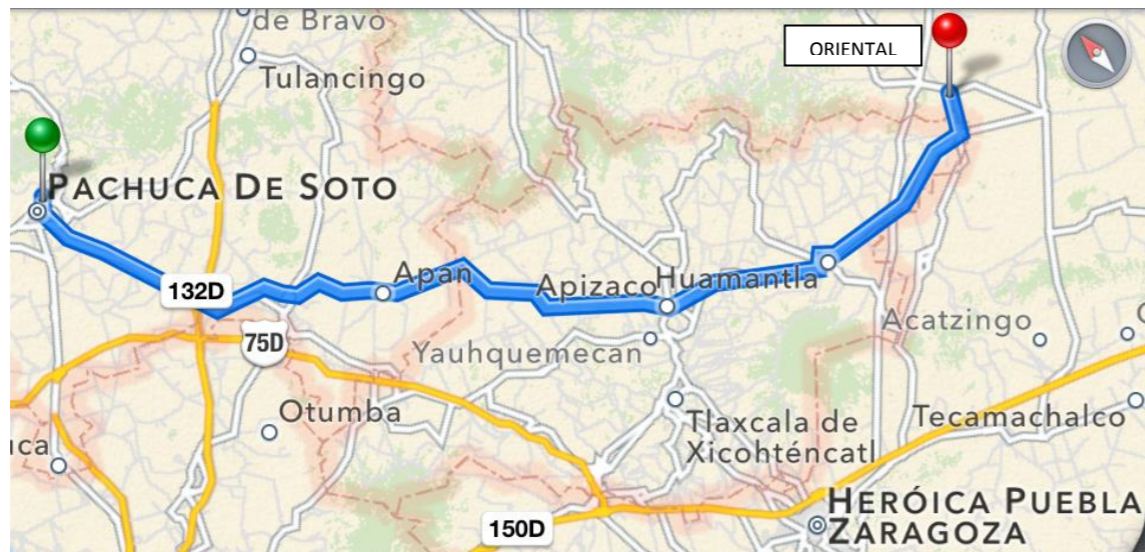 de Bravo
Tulancingo
ORIENTAL
PACHUCA DE SOTO
132D
Apan
Apizaco
Huamantla
75D
Yauhquemecan
Acatzingo
Otumba
Tlaxcala de
Xicohténcatl
Tecamachalco
uca
HERÓICA PUEBLA
ZARAGOZA
150D